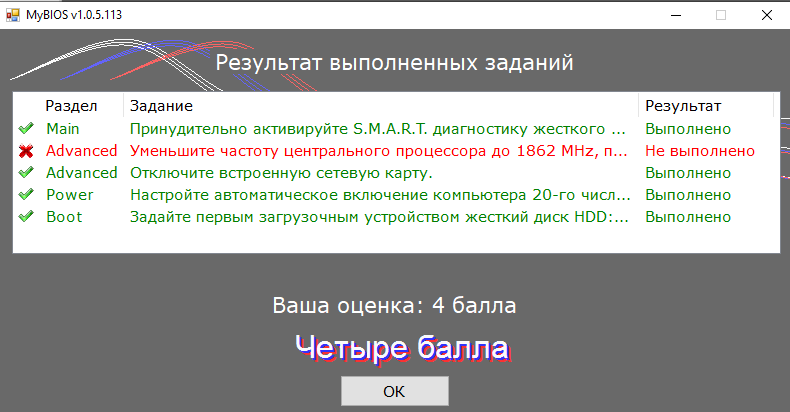 MyBIOS v1.0.5.113
Результат выполненных заданий
Раздел Задание Результат
Main Принудительно активируйте S.M.A.R.T. диагностику жесткого ... Выполнено
Advanced Уменьшите частоту центрального процессора до 1862 MHz, п... Не выполнено
Advanced Отключите встроенную сетевую карту. Выполнено
Power Настройте автоматическое включение компьютера 20-го числ... Выполнено
Boot Задайте первым загрузочным устройством жесткий диск HDD:... Выполнено
Ваша оценка: 4 балла
Четыре балла
OK